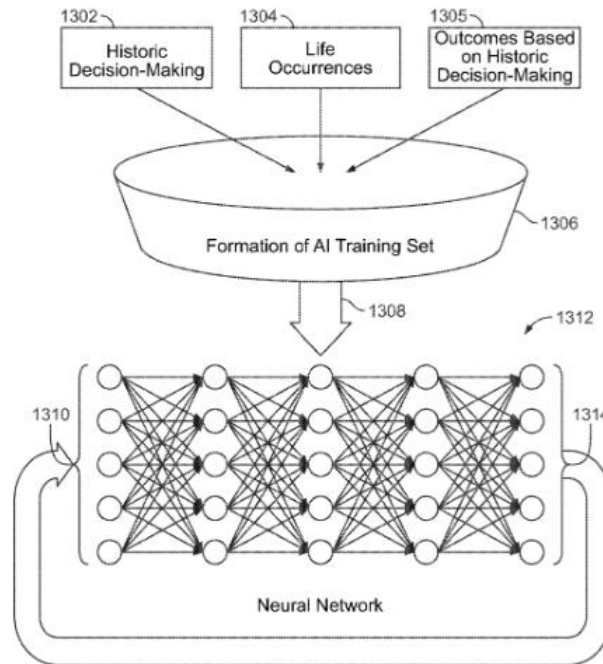 1302
1304
1305
Historic
Decision-Making
Life
Occurrences
Outcomes Based
on Historic
Decision-Making
1306
Formation of AI Training Set
1308
1312
1310
1314
Neural Network